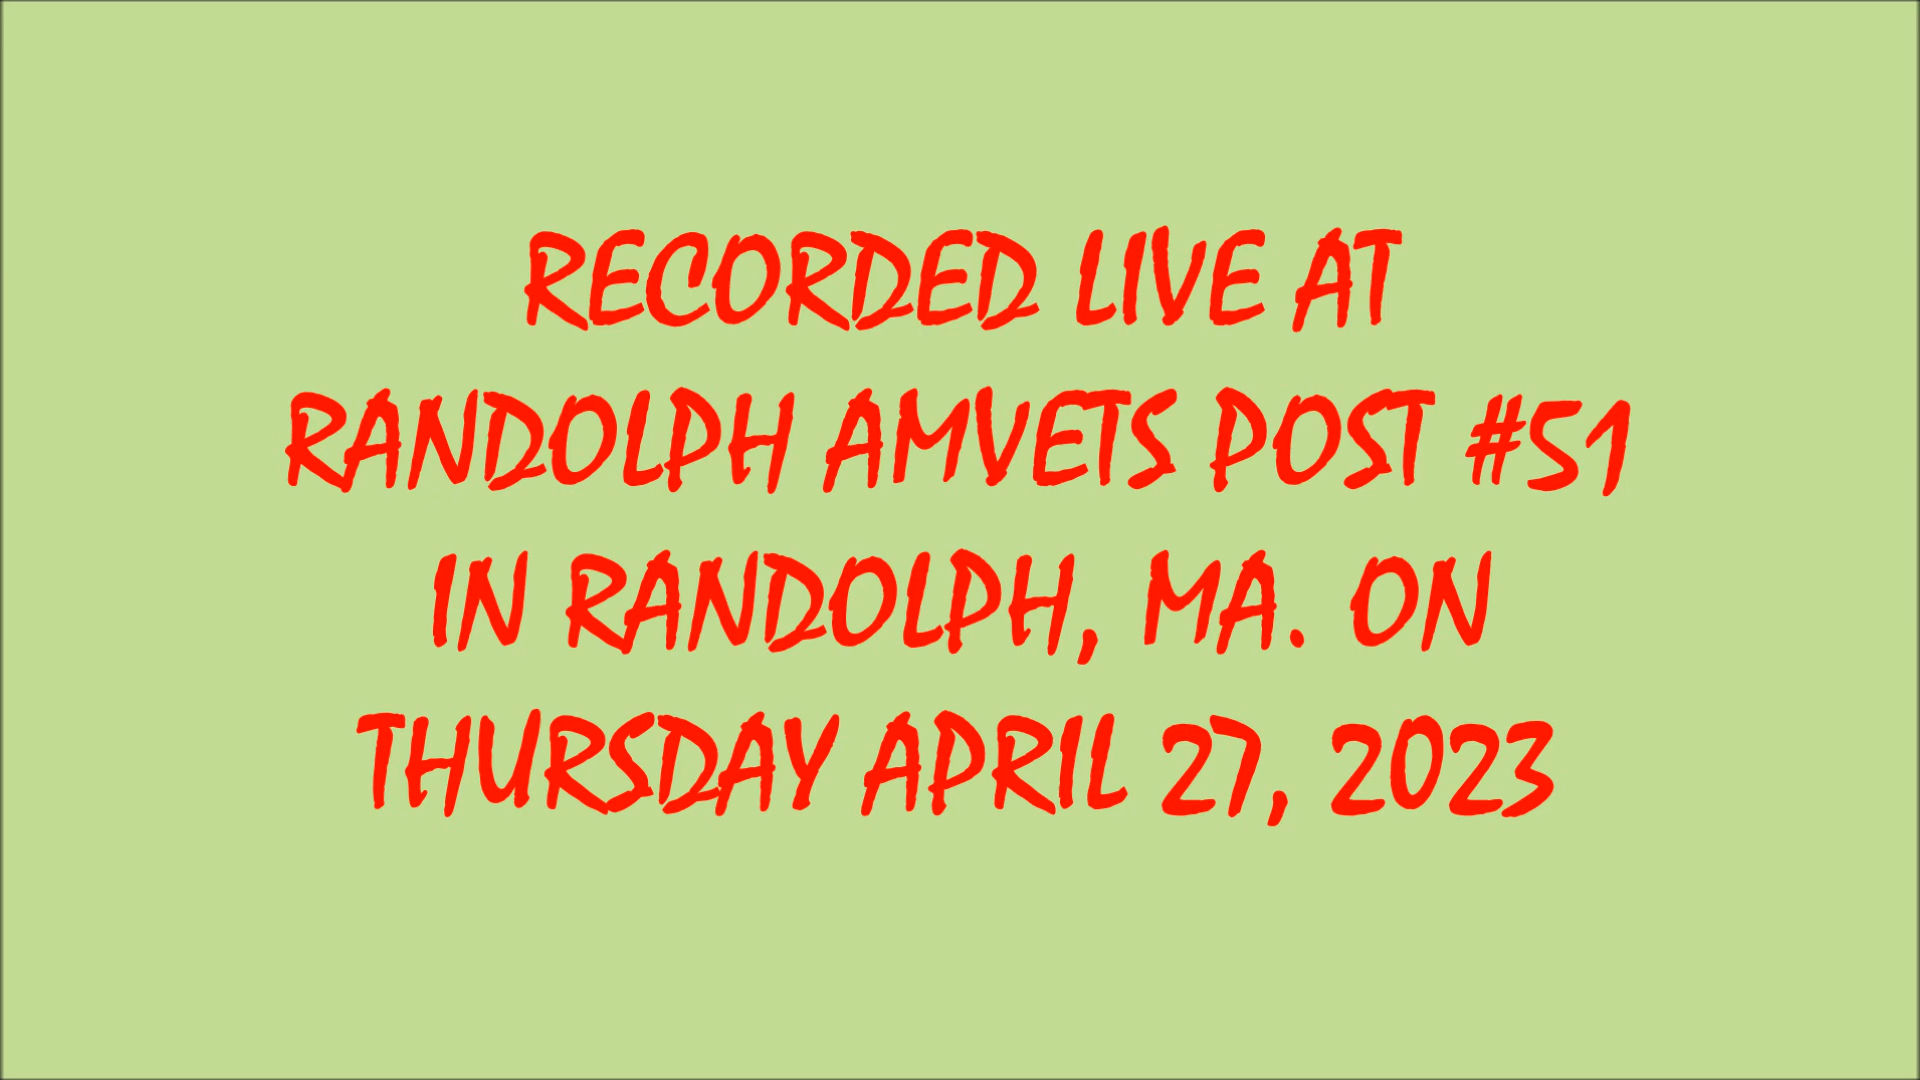 RECORDED LIVE AT
RANDOLPH AMVETS POST #51
IN RANDOLPH, MA. ON
THURSDAY APRIL 27, 2023